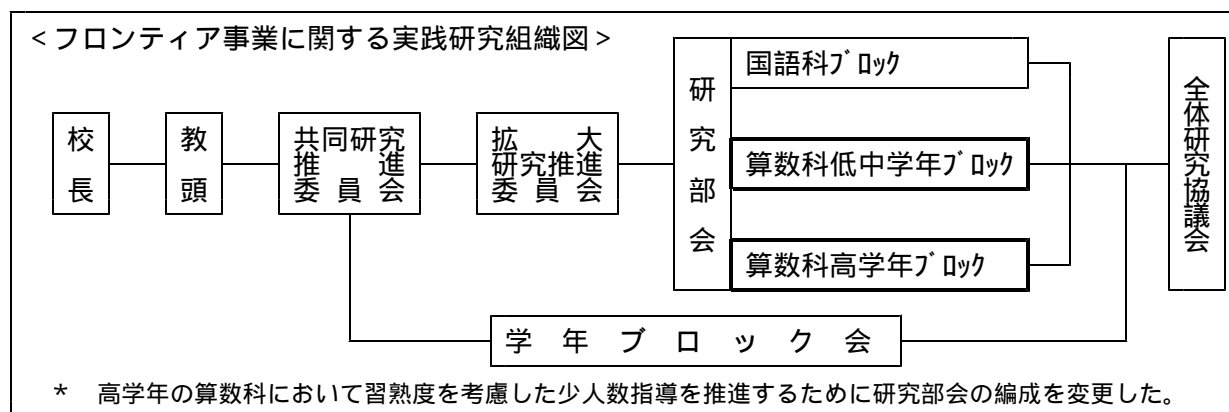 <フロンティア事業に関する実践研究組織図>
校長
教頭
共同研究
推進
委員会
拡大
研究推進
委員会
研究部会
国語科ﾌﾞﾛｯｸ
算数科低中学年ﾌﾞﾛｯｸ
算数科高学年ﾌﾞﾛｯｸ
全体研究協議会
学年ブロック会
* 高学年の算数科において習熟度を考慮した少人数指導を推進するために研究部会の編成を変更した。